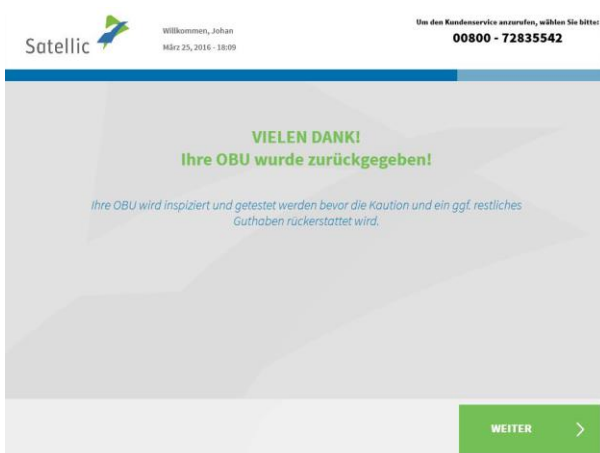 Satellic
Willkommen, Johan
März 25, 2016 - 18:09
Um den Kundenservice anzurufen, wählen Sie bitte:
00800 - 72835542
VIELEN DANK!
Ihre OBU wurde zurückgegeben!
Ihre OBU wird inspiziert und getestet werden bevor die Kaution und ein ggf. restliches
Guthaben rückerstattet wird.
WEITER